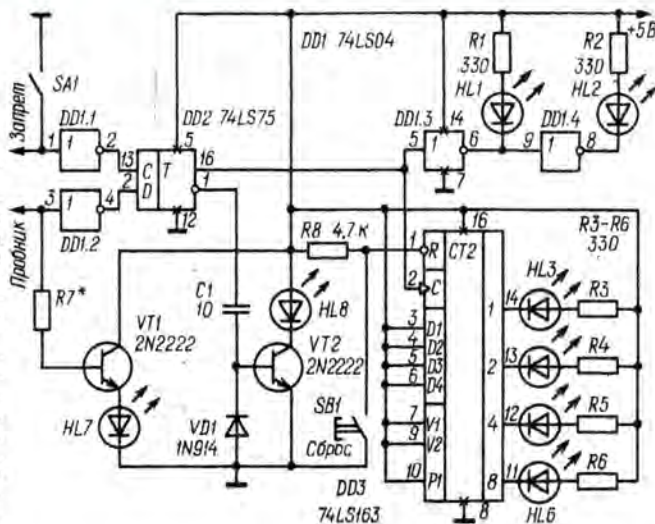 +5В
DD1 74LS04
R1
330
HL1
R2
330
HL2
SA1
Запрет
DD1.1
1
1
2
DD2 74LS75
5
16
13
2
C
D
T
1
12
DD1.3
14
5
1
6
7
DD1.4
9
1
8
3
1
4
DD1.2
Пробник
R8 4,7 к
16
1
R
CT2
R3-R6
330
2
C
R7*
C1
10
HL8
VT1
2N2222
VT2
2N2222
3
D1
4
D2
5
D3
6
D4
1
14
HL3
R3
2
13
R4
SB1
Сброс
7
V1
9
V2
4
12
R5
HL7
VD1
1N914
10
P1
8
11
HL6
R6
DD3
74LS163
8